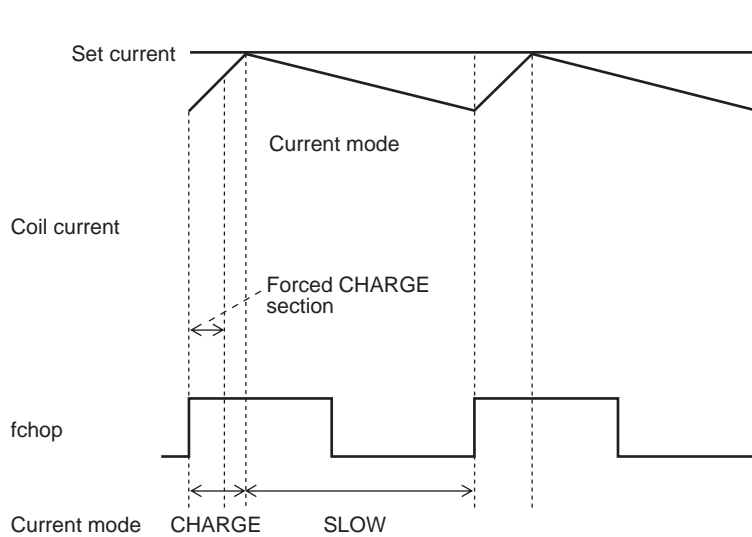 Set current
Current mode
Coil current
Forced CHARGE
section
fchop
Current mode CHARGE SLOW